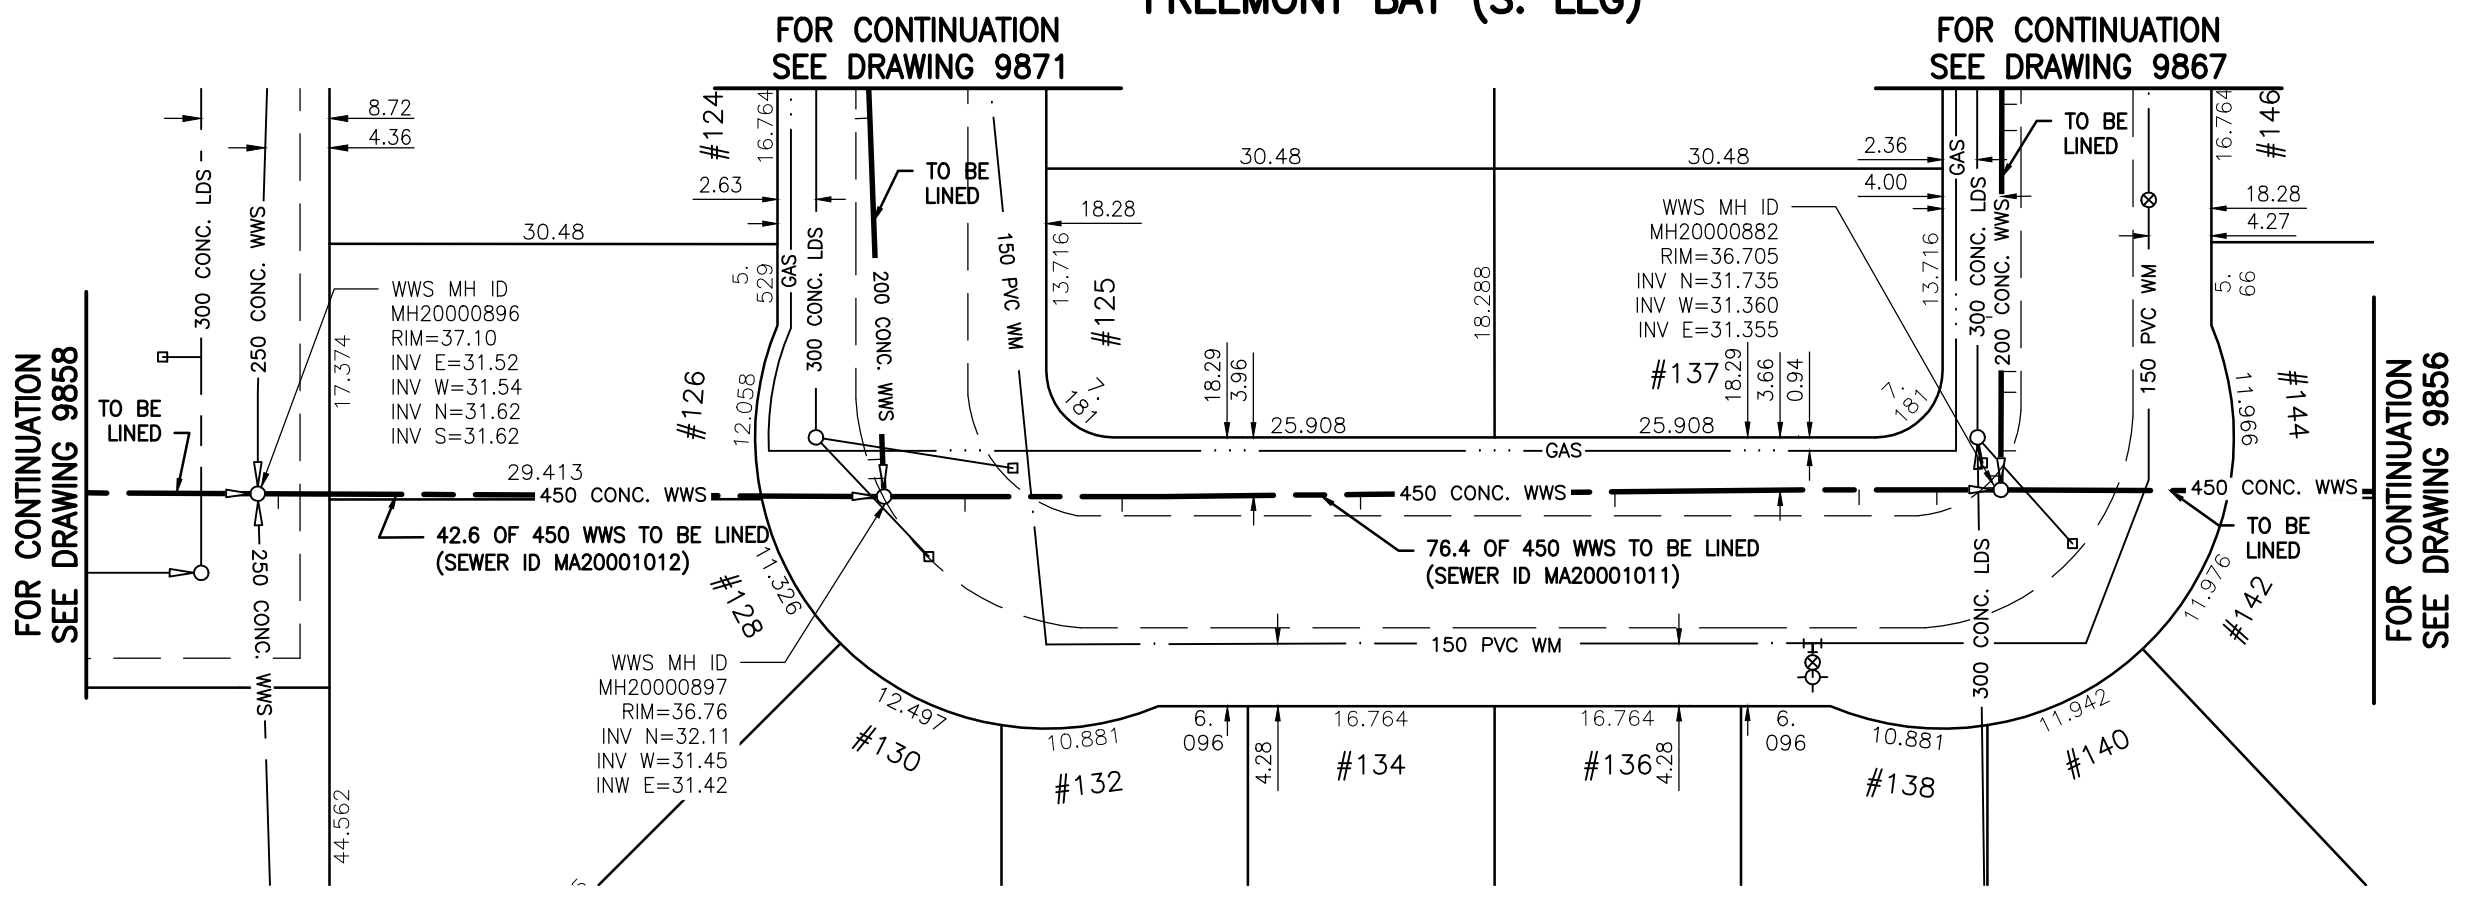 FREEMONT BAY (S. LEG)
FOR CONTINUATION
SEE DRAWING 9871
FOR CONTINUATION
SEE DRAWING 9867
FOR CONTINUATION
SEE DRAWING 9858
8.72
4.36
300 CONC. LDS
250 CONC. WWS
30.48
17.374
WWS MH ID
MH20000896
RIM=37.10
INV E=31.52
INV W=31.54
INV N=31.62
INV S=31.62
TO BE
LINED
29.413
450 CONC. WWS
42.6 OF 450 WWS TO BE LINED
(SEWER ID MA20001012)
250 CONC. WWS
44.562
#124
16.764
2.63
5.
529
GAS
300 CONC. LDS
TO BE
LINED
200 CONC. WWS
150 PVC WM
18.28
13.716
#125
7.
181
#126
12.058
#128
11.326
WWS MH ID
MH20000897
RIM=36.76
INV N=32.11
INV W=31.45
INW E=31.42
12.497
#130
10.881
#132
30.48
30.48
18.288
18.29
3.96
25.908
25.908
GAS
450 CONC. WWS
76.4 OF 450 WWS TO BE LINED
(SEWER ID MA20001011)
150 PVC WM
6.
096
4.28
16.764
#134
16.764
#136
4.28
6.
096
10.881
#138
WWS MH ID
MH20000882
RIM=36.705
INV N=31.735
INV W=31.360
INV E=31.355
#137
18.29
3.66
0.94
7.
181
2.36
4.00
13.716
GAS
300 CONC. LDS
200 CONC. WWS
TO BE
LINED
150 PVC WM
16.764
#146
18.28
4.27
5.
66
11.966
#144
450 CONC. WWS
TO BE
LINED
300 CONC. LDS
11.976
#142
11.942
#140
FOR CONTINUATION
SEE DRAWING 9856